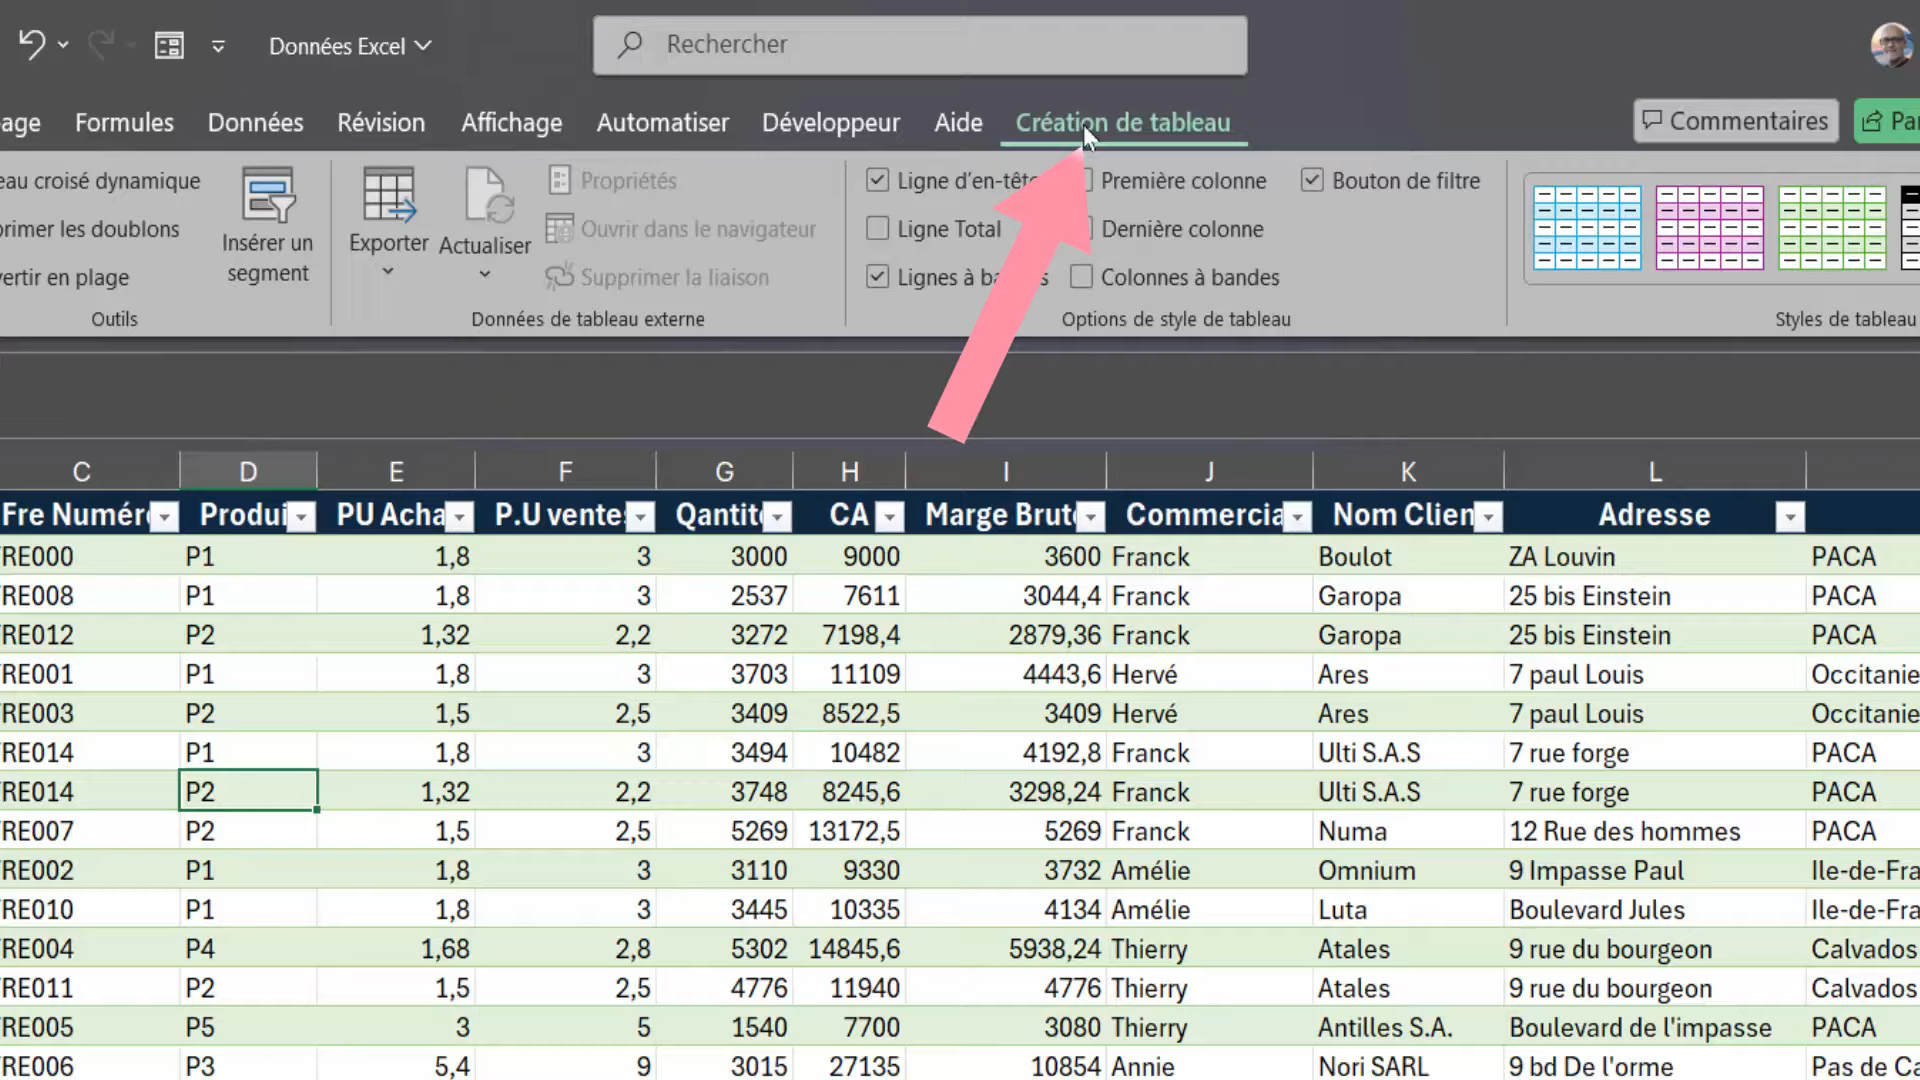 Données Excel
Rechercher
age Formules Données Révision Affichage Automatiser Développeur Aide Création de tableau Commentaires Par
eau croisé dynamique
primer les doublons
vertir en plage
Outils
Insérer un segment
Exporter
Actualiser
Propriétés
Ouvrir dans le navigateur
Supprimer la liaison
Données de tableau externe
Ligne d'en-tête Première colonne Bouton de filtre
Ligne Total Dernière colonne
Lignes à bandes Colonnes à bandes
Options de style de tableau
Styles de tableau
C D E F G H I J K L
Fre Numér Produi PU Acha P.U vente Qantit CA Marge Brut Commercia Nom Clien Adresse
RE000 P1 1,8 3 3000 9000 3600 Franck Boulot ZA Louvin PACA
RE008 P1 1,8 3 2537 7611 3044,4 Franck Garopa 25 bis Einstein PACA
RE012 P2 1,32 2,2 3272 7198,4 2879,36 Franck Garopa 25 bis Einstein PACA
RE001 P1 1,8 3 3703 11109 4443,6 Hervé Ares 7 paul Louis Occitanie
RE003 P2 1,5 2,5 3409 8522,5 3409 Hervé Ares 7 paul Louis Occitanie
RE014 P1 1,8 3 3494 10482 4192,8 Franck Ulti S.A.S 7 rue forge PACA
RE014 P2 1,32 2,2 3748 8245,6 3298,24 Franck Ulti S.A.S 7 rue forge PACA
RE007 P2 1,5 2,5 5269 13172,5 5269 Franck Numa 12 Rue des hommes PACA
RE002 P1 1,8 3 3110 9330 3732 Amélie Omnium 9 Impasse Paul Ile-de-Fra
RE010 P1 1,8 3 3445 10335 4134 Amélie Luta Boulevard Jules Ile-de-Fra
RE004 P4 1,68 2,8 5302 14845,6 5938,24 Thierry Atales 9 rue du bourgeon Calvados
RE011 P2 1,5 2,5 4776 11940 4776 Thierry Atales 9 rue du bourgeon Calvados
RE005 P5 3 5 1540 7700 3080 Thierry Antilles S.A. Boulevard de l'impasse PACA
RE006 P3 5,4 9 3015 27135 10854 Annie Nori SARL 9 bd De l'orme Pas de Ca